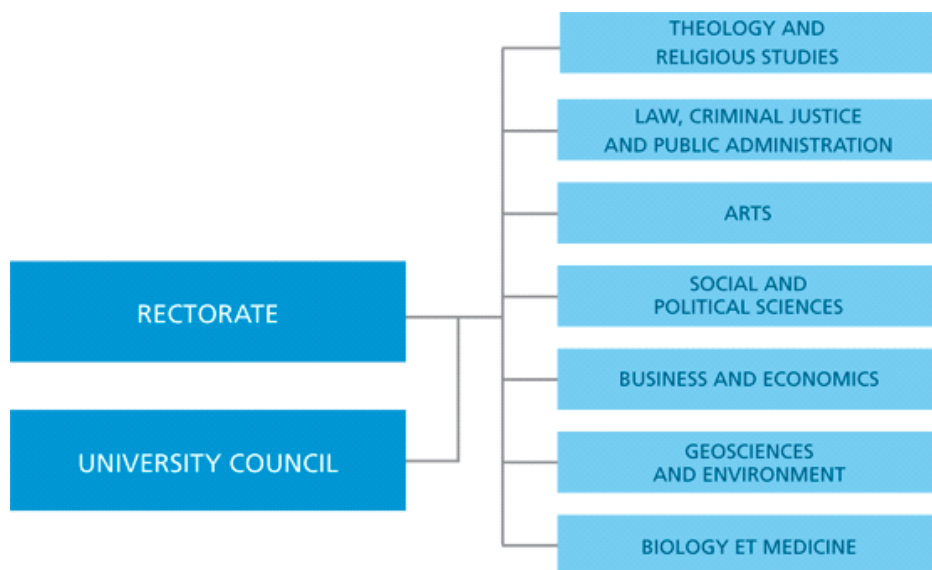 THEOLOGY AND
RELIGIOUS STUDIES
LAW, CRIMINAL JUSTICE
AND PUBLIC ADMINISTRATION
ARTS
SOCIAL AND
POLITICAL SCIENCES
RECTORATE
BUSINESS AND ECONOMICS
UNIVERSITY COUNCIL
GEOSCIENCES
AND ENVIRONMENT
BIOLOGY ET MEDICINE